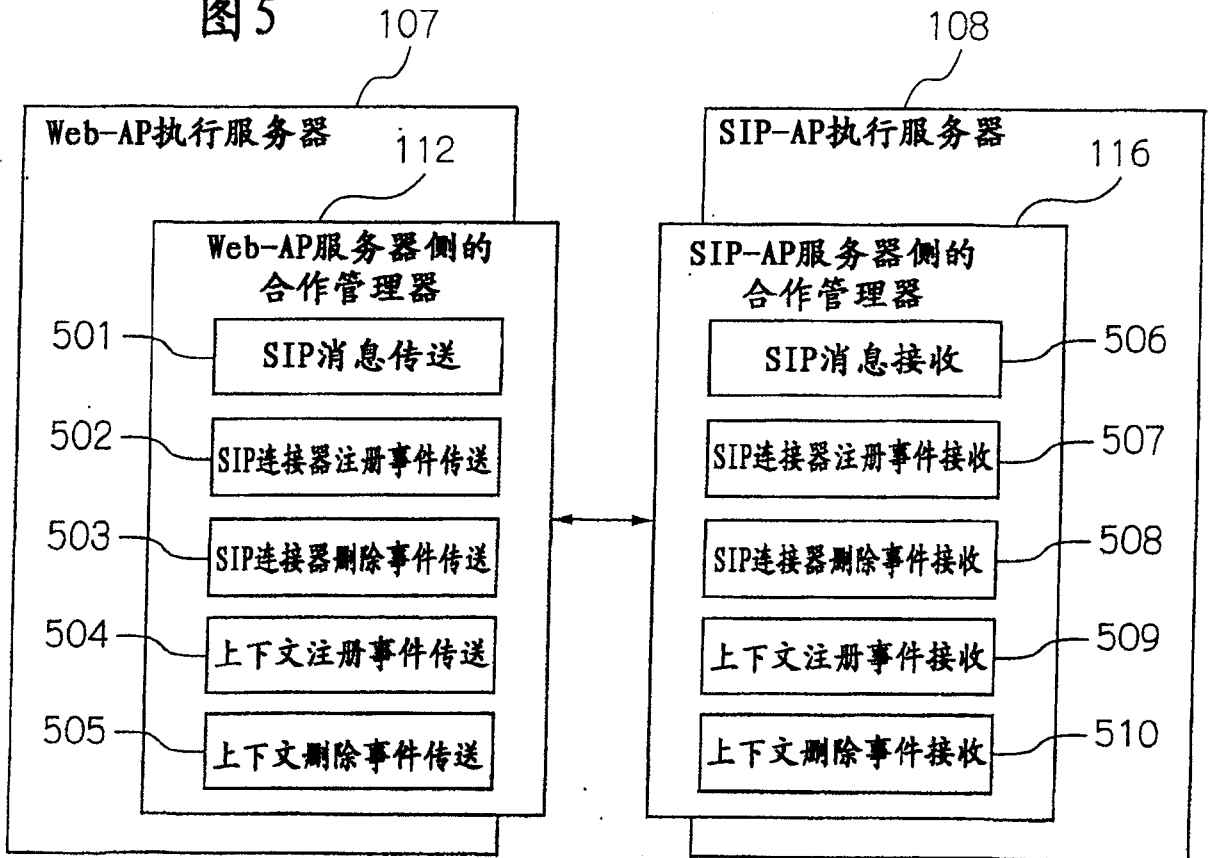 图5
107
108
Web-AP执行服务器
SIP-AP执行服务器
112
116
Web-AP服务器侧的
合作管理器
SIP-AP服务器侧的
合作管理器
501
SIP消息传送
SIP消息接收
506
502
SIP连接器注册事件传送
SIP连接器注册事件接收
507
503
SIP连接器删除事件传送
SIP连接器删除事件接收
508
504
上下文注册事件传送
上下文注册事件接收
509
505
上下文删除事件传送
上下文删除事件接收
510